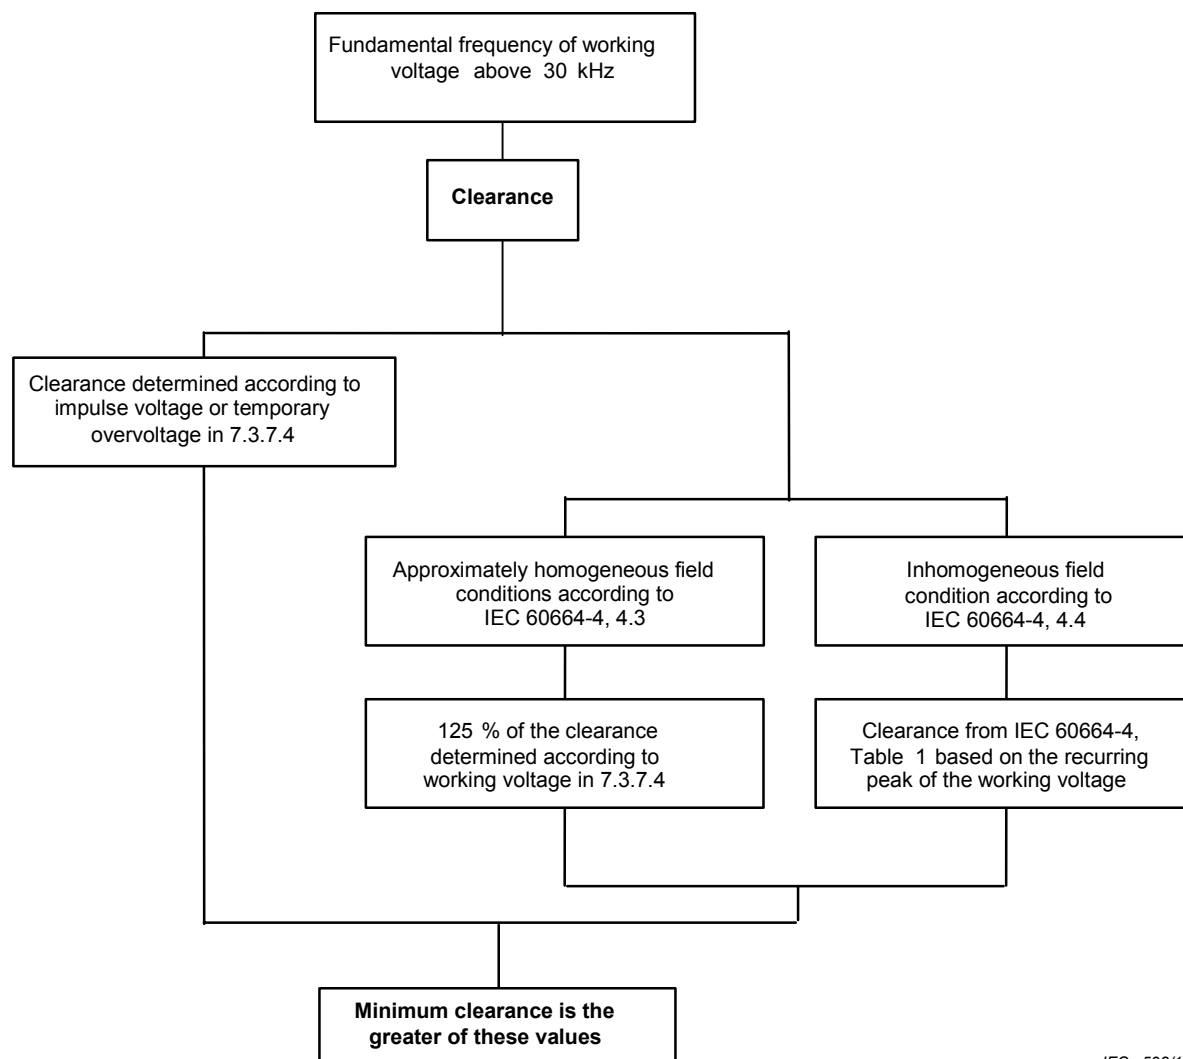 Fundamental frequency of working
voltage above 30 kHz
Clearance
Clearance determined according to
impulse voltage or temporary
overvoltage in 7.3.7.4
Approximately homogeneous field
conditions according to
IEC 60664-4, 4.3
Inhomogeneous field
condition according to
IEC 60664-4, 4.4
125 % of the clearance
determined according to
working voltage in 7.3.7.4
Clearance from IEC 60664-4,
Table 1 based on the recurring
peak of the working voltage
Minimum clearance is the
greater of these values
IEC